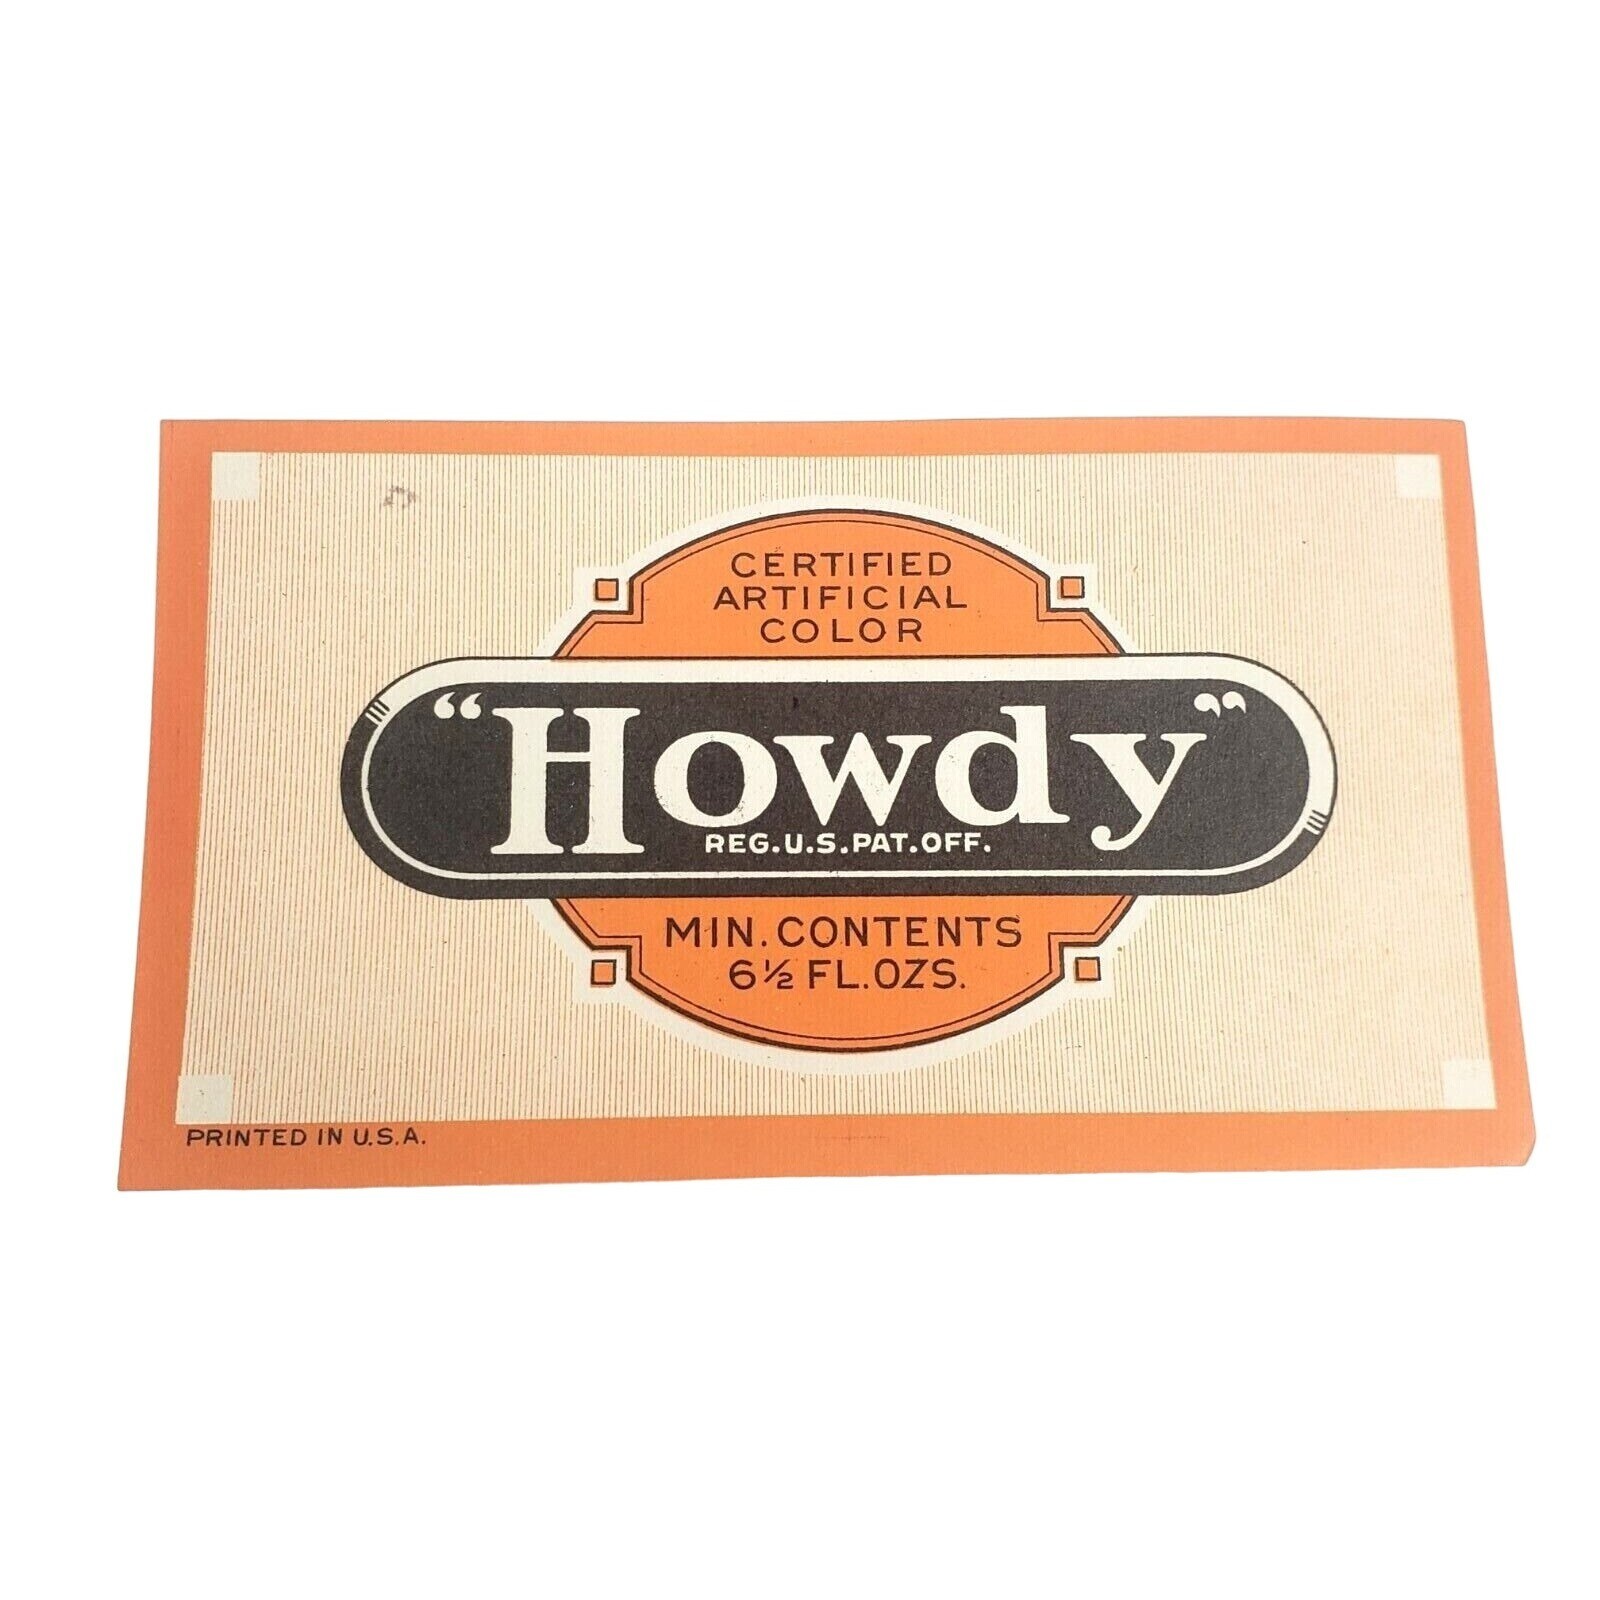 CERTIFIED
ARTIFICIAL
COLOR
“Howdy”
REG.U.S.PAT.OFF.
MIN. CONTENTS
6½ FL.OZS.
PRINTED IN U.S.A.